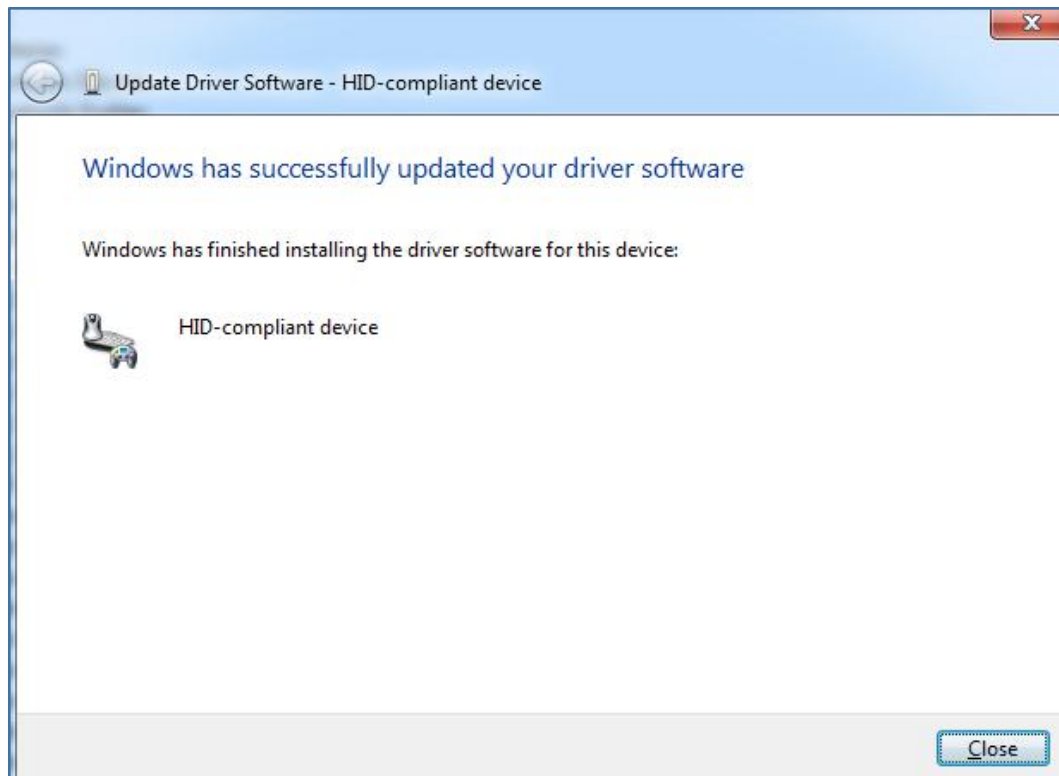 Update Driver Software - HID-compliant device
Windows has successfully updated your driver software
Windows has finished installing the driver software for this device:
HID-compliant device
Close